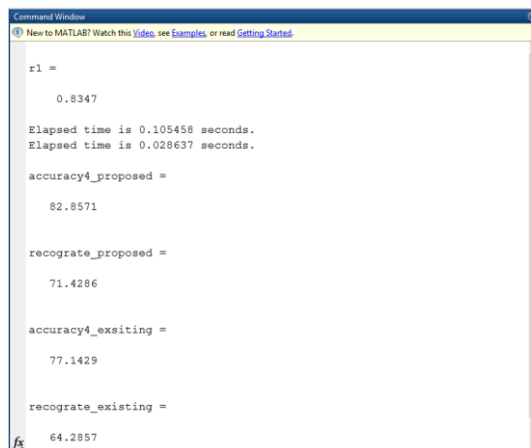 Command Window
New to MATLAB? Watch this Video, see Examples, or read Getting Started.
r1 =
0.8347
Elapsed time is 0.105458 seconds.
Elapsed time is 0.028637 seconds.
accuracy4_proposed =
82.8571
recograte_proposed =
71.4286
accuracy4_exsiting =
77.1429
recograte_existing =
64.2857
fx